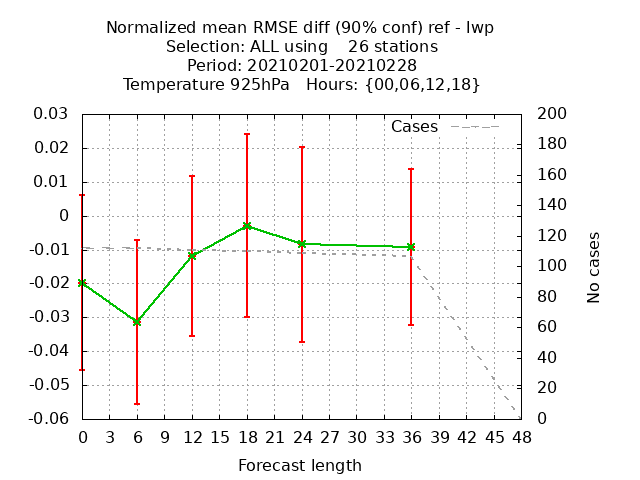 Normalized mean RMSE diff (90% conf) ref - lwp
Selection: ALL using 26 stations
Period: 20210201-20210228
Temperature 925hPa Hours: {00,06,12,18}
Cases
0.03
0.02
0.01
0
-0.01
-0.02
-0.03
-0.04
-0.05
-0.06
200
180
160
140
120
100
80
60
40
20
0
No cases
0 3 6 9 12 15 18 21 24 27 30 33 36 39 42 45 48
Forecast length